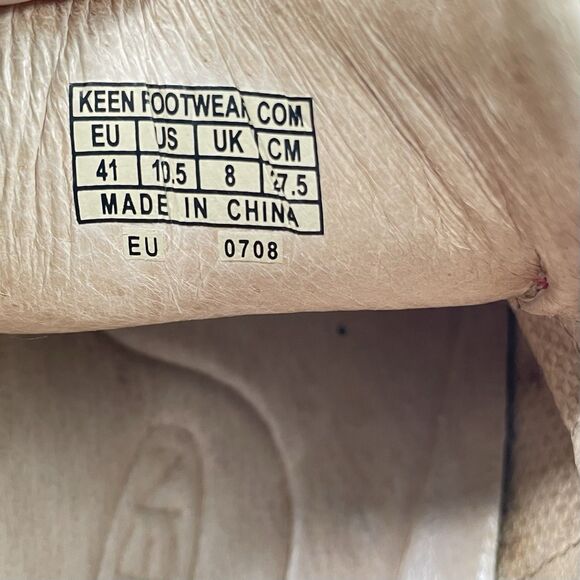 KEEN FOOTWEAR COM
EU US UK CM
41 10.5 8 27.5
MADE IN CHINA
EU 0708